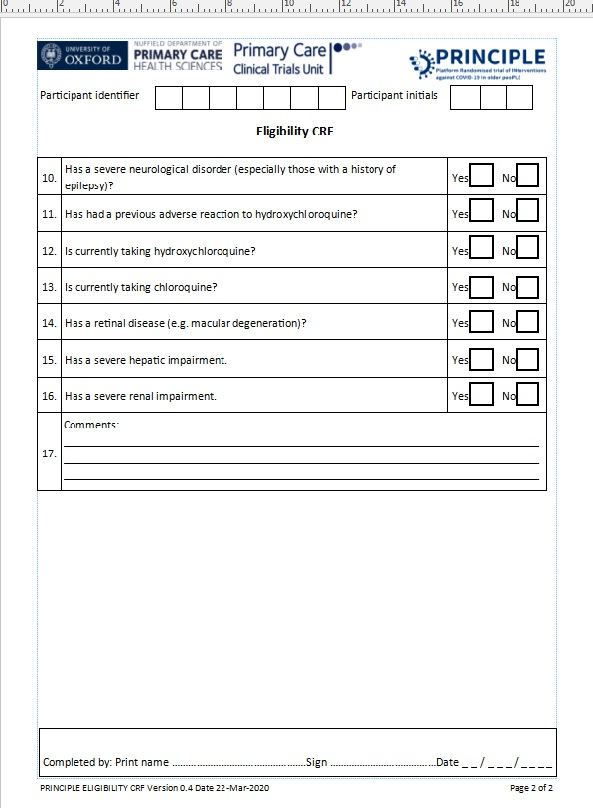 0 2 4 6 8 10 12 14 16 18 20
UNIVERSITY OF
OXFORD
NUFFIELD DEPARTMENT OF
PRIMARY CARE
HEALTH SCIENCES
Primary Care
Clinical Trials Unit
PRINCIPLE
Platform Randomised trial of INterventions
against COVID-19 in older peoPLE
Participant identifier
Participant initials
Eligibility CRF
10. Has a severe neurological disorder (especially those with a history of
epilepsy)? Yes No
11. Has had a previous adverse reaction to hydroxychloroquine? Yes No
12. Is currently taking hydroxychloroquine? Yes No
13. Is currently taking chloroquine? Yes No
14. Has a retinal disease (e.g. macular degeneration)? Yes No
15. Has a severe hepatic impairment. Yes No
16. Has a severe renal impairment. Yes No
17. Comments:
Completed by: Print name ................................................Sign ......................................Date _ _ / _ _ _ / _ _ _ _
PRINCIPLE ELIGIBILITY CRF Version 0.4 Date 22-Mar-2020 Page 2 of 2